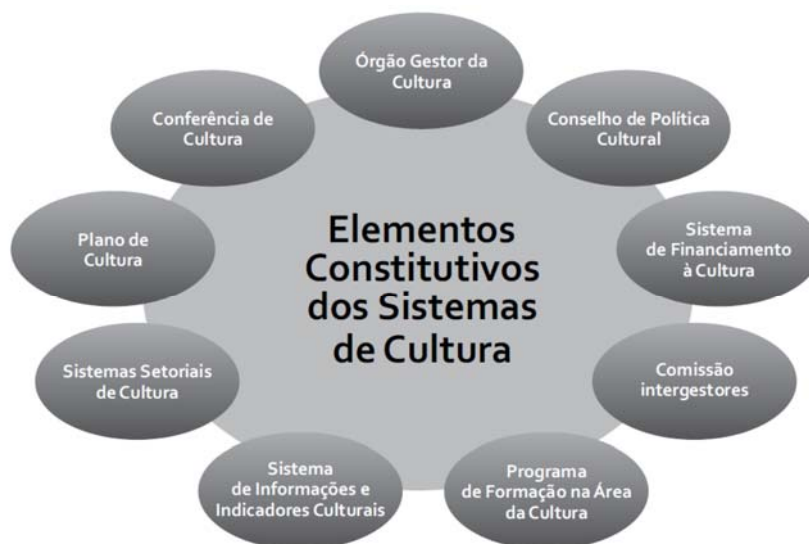 Órgão Gestor da
Cultura
Conselho de Política
Cultural
Sistema
de Financiamento
à Cultura
Comissão
intergestores
Programa
de Formação na Área
da Cultura
Sistema
de Informações e
Indicadores Culturais
Sistemas Setoriais
de Cultura
Plano de
Cultura
Conferência de
Cultura
Elementos
Constitutivos
dos Sistemas
de Cultura